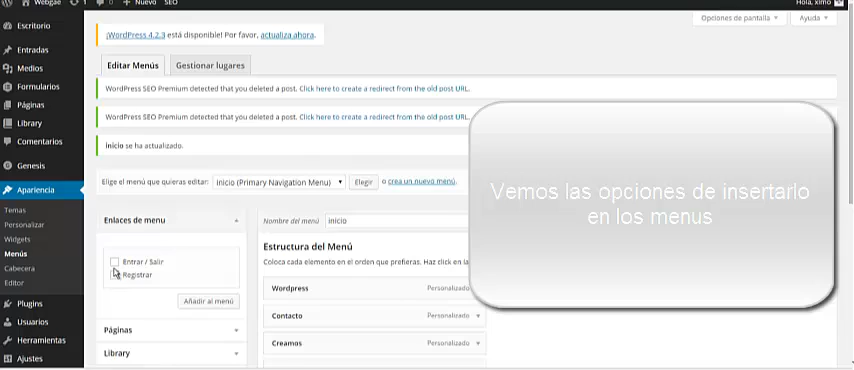 Webgae 1 Nuevo SEO Hola, ximo
Escritorio
Entradas
Medios
Formularios
Páginas
Library
Comentarios
Genesis
Apariencia
Temas
Personalizar
Widgets
Menús
Cabecera
Editor
Plugins
Usuarios
Herramientas
Ajustes
Opciones de pantalla
Ayuda
¡WordPress 4.2.3 está disponible! Por favor, actualiza ahora.
Editar Menús
Gestionar lugares
WordPress SEO Premium detected that you deleted a post. Click here to create a redirect from the old post URL.
WordPress SEO Premium detected that you deleted a post. Click here to create a redirect from the old post URL.
inicio se ha actualizado.
Elige el menú que quieras editar: inicio (Primary Navigation Menu) Elegir o crea un nuevo menú.
Enlaces de menu
Entrar / Salir
Registrar
Añadir al menú
Páginas
Library
Nombre del menú inicio
Estructura del Menú
Coloca cada elemento en el orden que prefieras. Haz click en la
Wordpress Personalizado
Contacto Personalizado
Creamos Personalizado
Vemos las opciones de insertarlo
en los menus